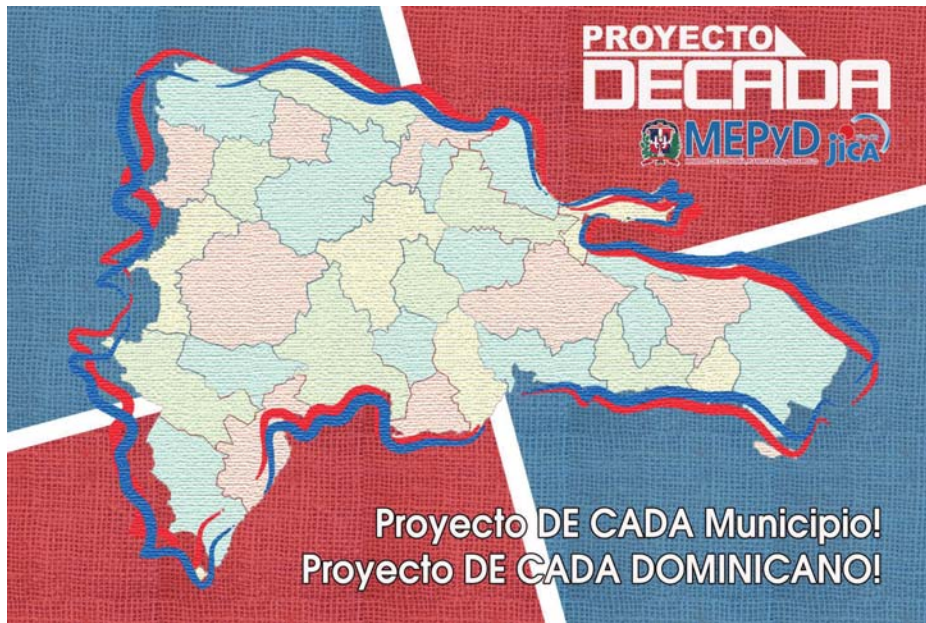 PROYECTO
DECADA
MEPyD
jica
Proyecto DE CADA Municipio!
Proyecto DE CADA DOMINICANO!